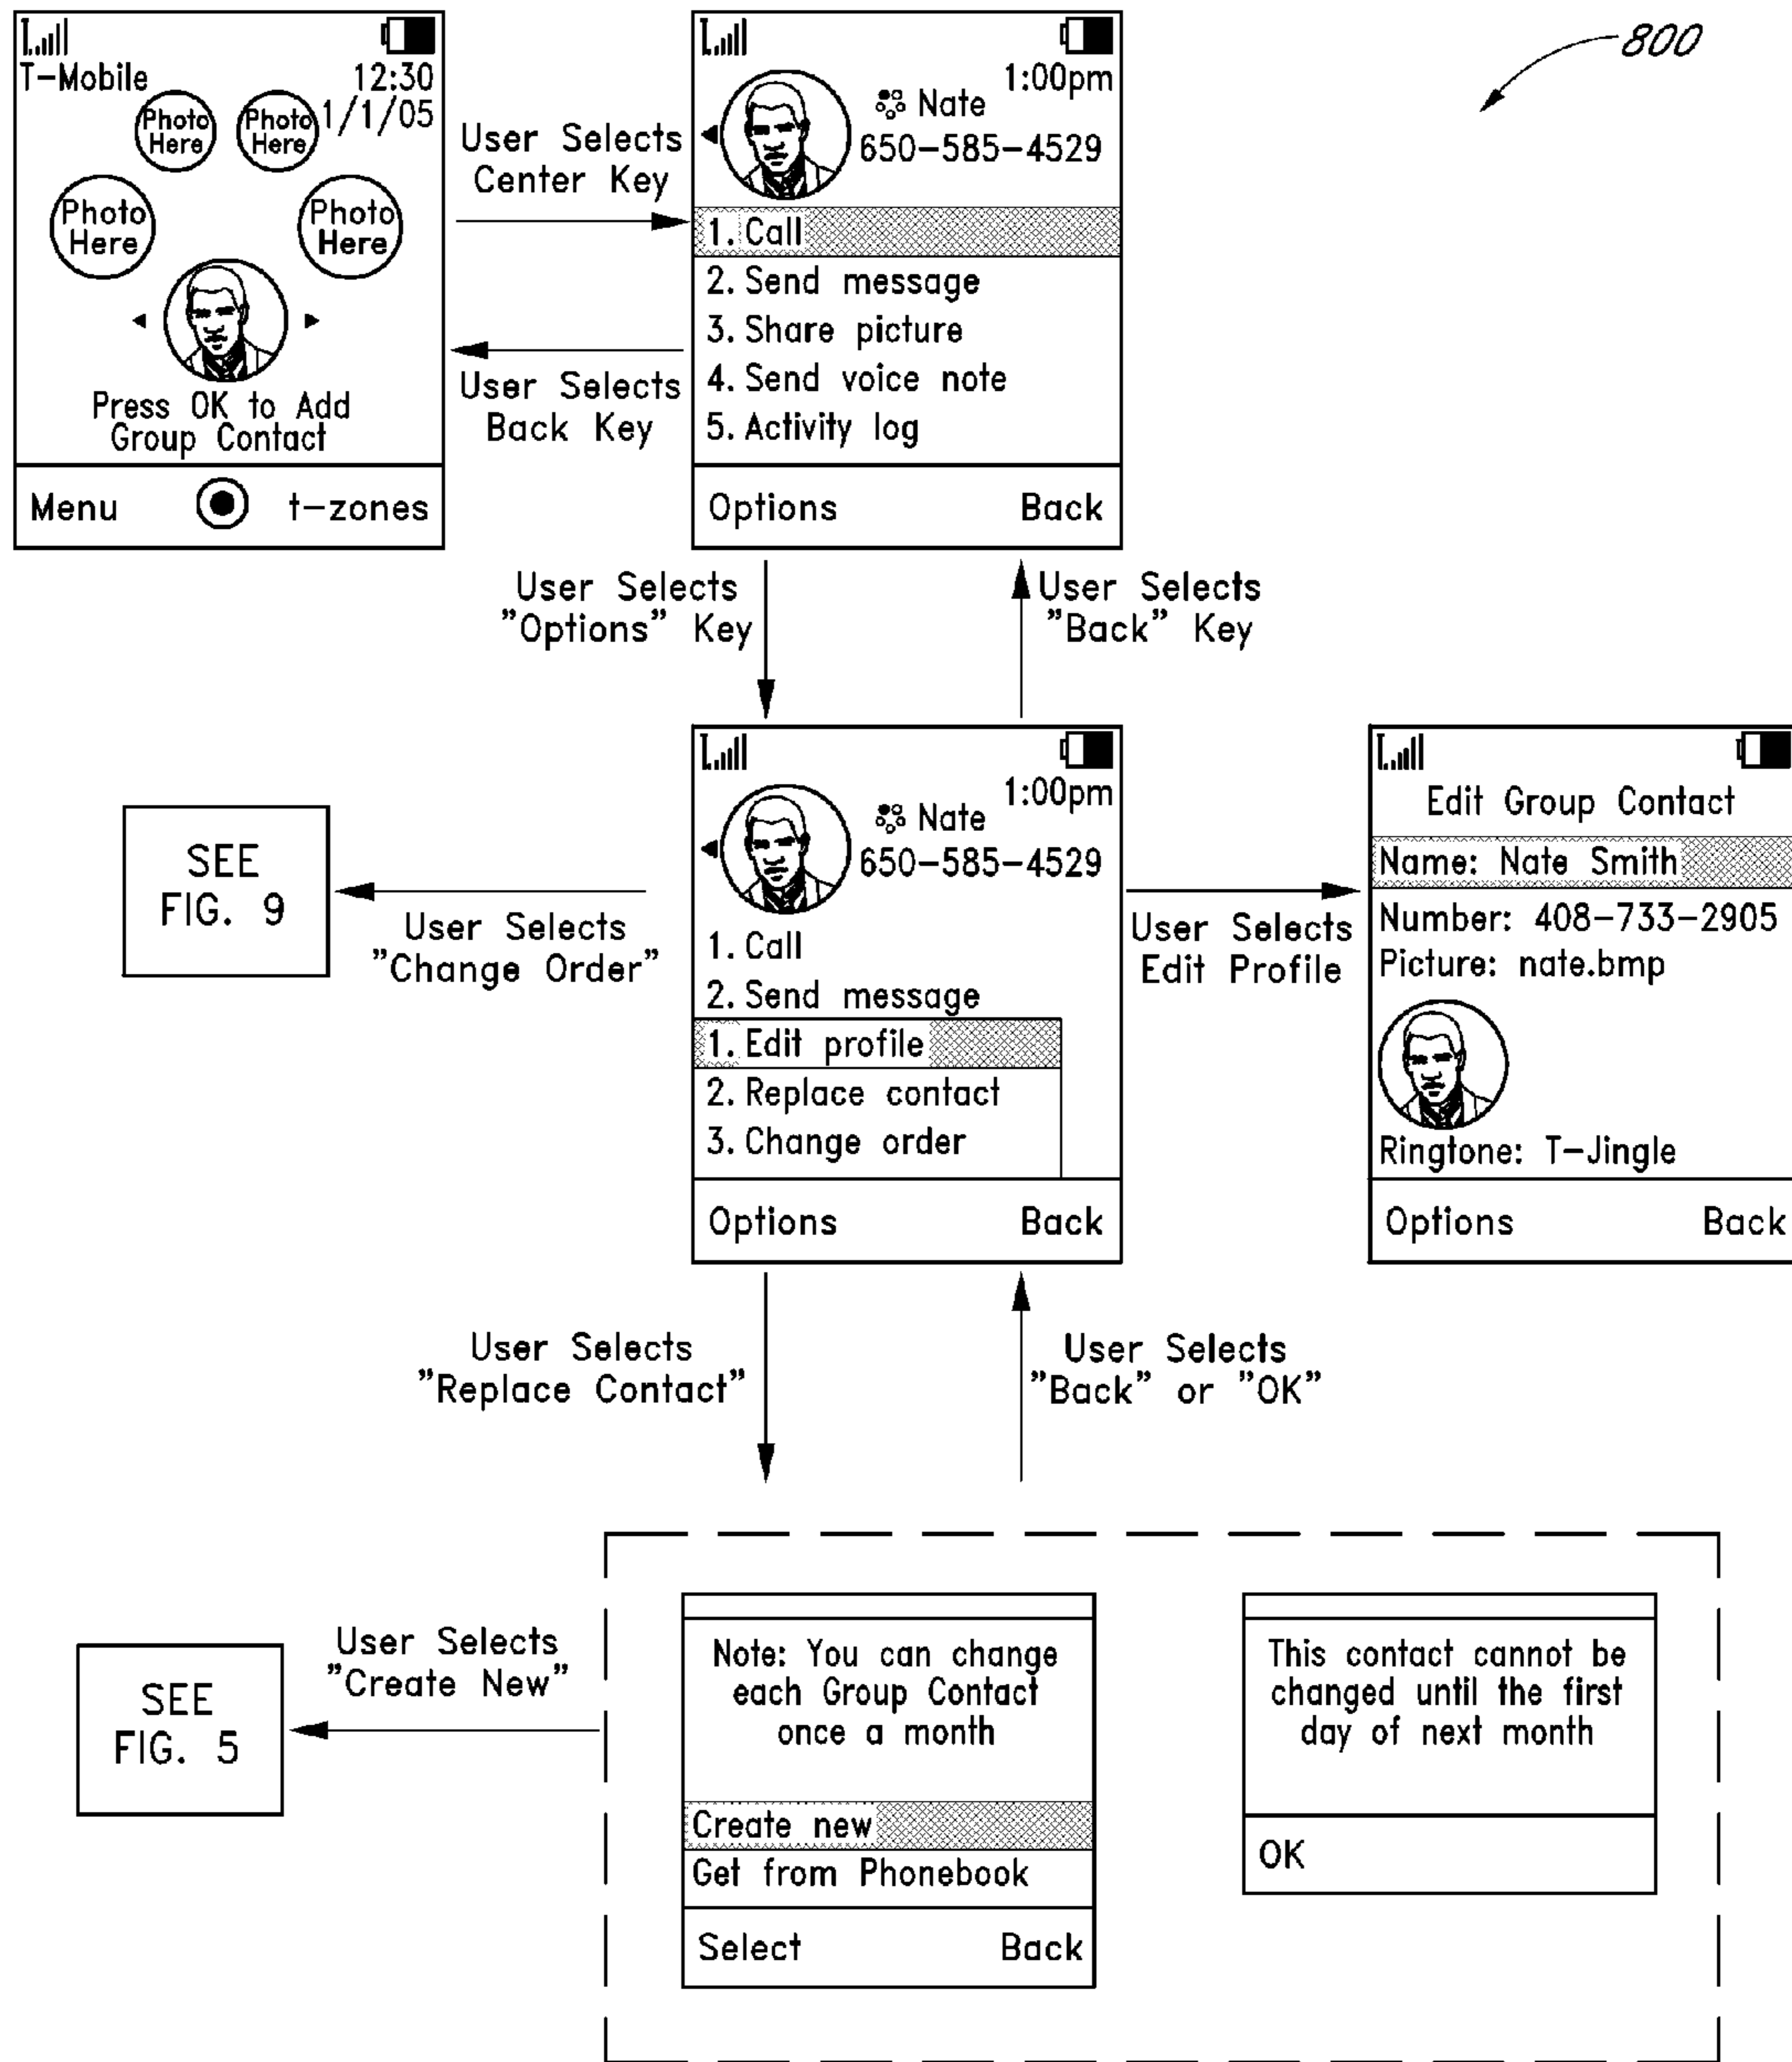 800
T-Mobile
12:30
1/1/05
Photo
Here
Photo
Here
Photo
Here
Photo
Here
Press OK to Add
Group Contact
Menu
t-zones
User Selects
Center Key
User Selects
Back Key
1:00pm
Nate
650-585-4529
1. Call
2. Send message
3. Share picture
4. Send voice note
5. Activity log
Options Back
User Selects
"Options" Key
User Selects
"Back" Key
SEE
FIG. 9
User Selects
"Change Order"
1:00pm
Nate
650-585-4529
1. Call
2. Send message
1. Edit profile
2. Replace contact
3. Change order
Options Back
User Selects
Edit Profile
Edit Group Contact
Name: Nate Smith
Number: 408-733-2905
Picture: nate.bmp
Ringtone: T-Jingle
Options Back
User Selects
"Replace Contact"
User Selects
"Back" or "OK"
SEE
FIG. 5
User Selects
"Create New"
Note: You can change
each Group Contact
once a month
Create new
Get from Phonebook
Select Back
This contact cannot be
changed until the first
day of next month
OK